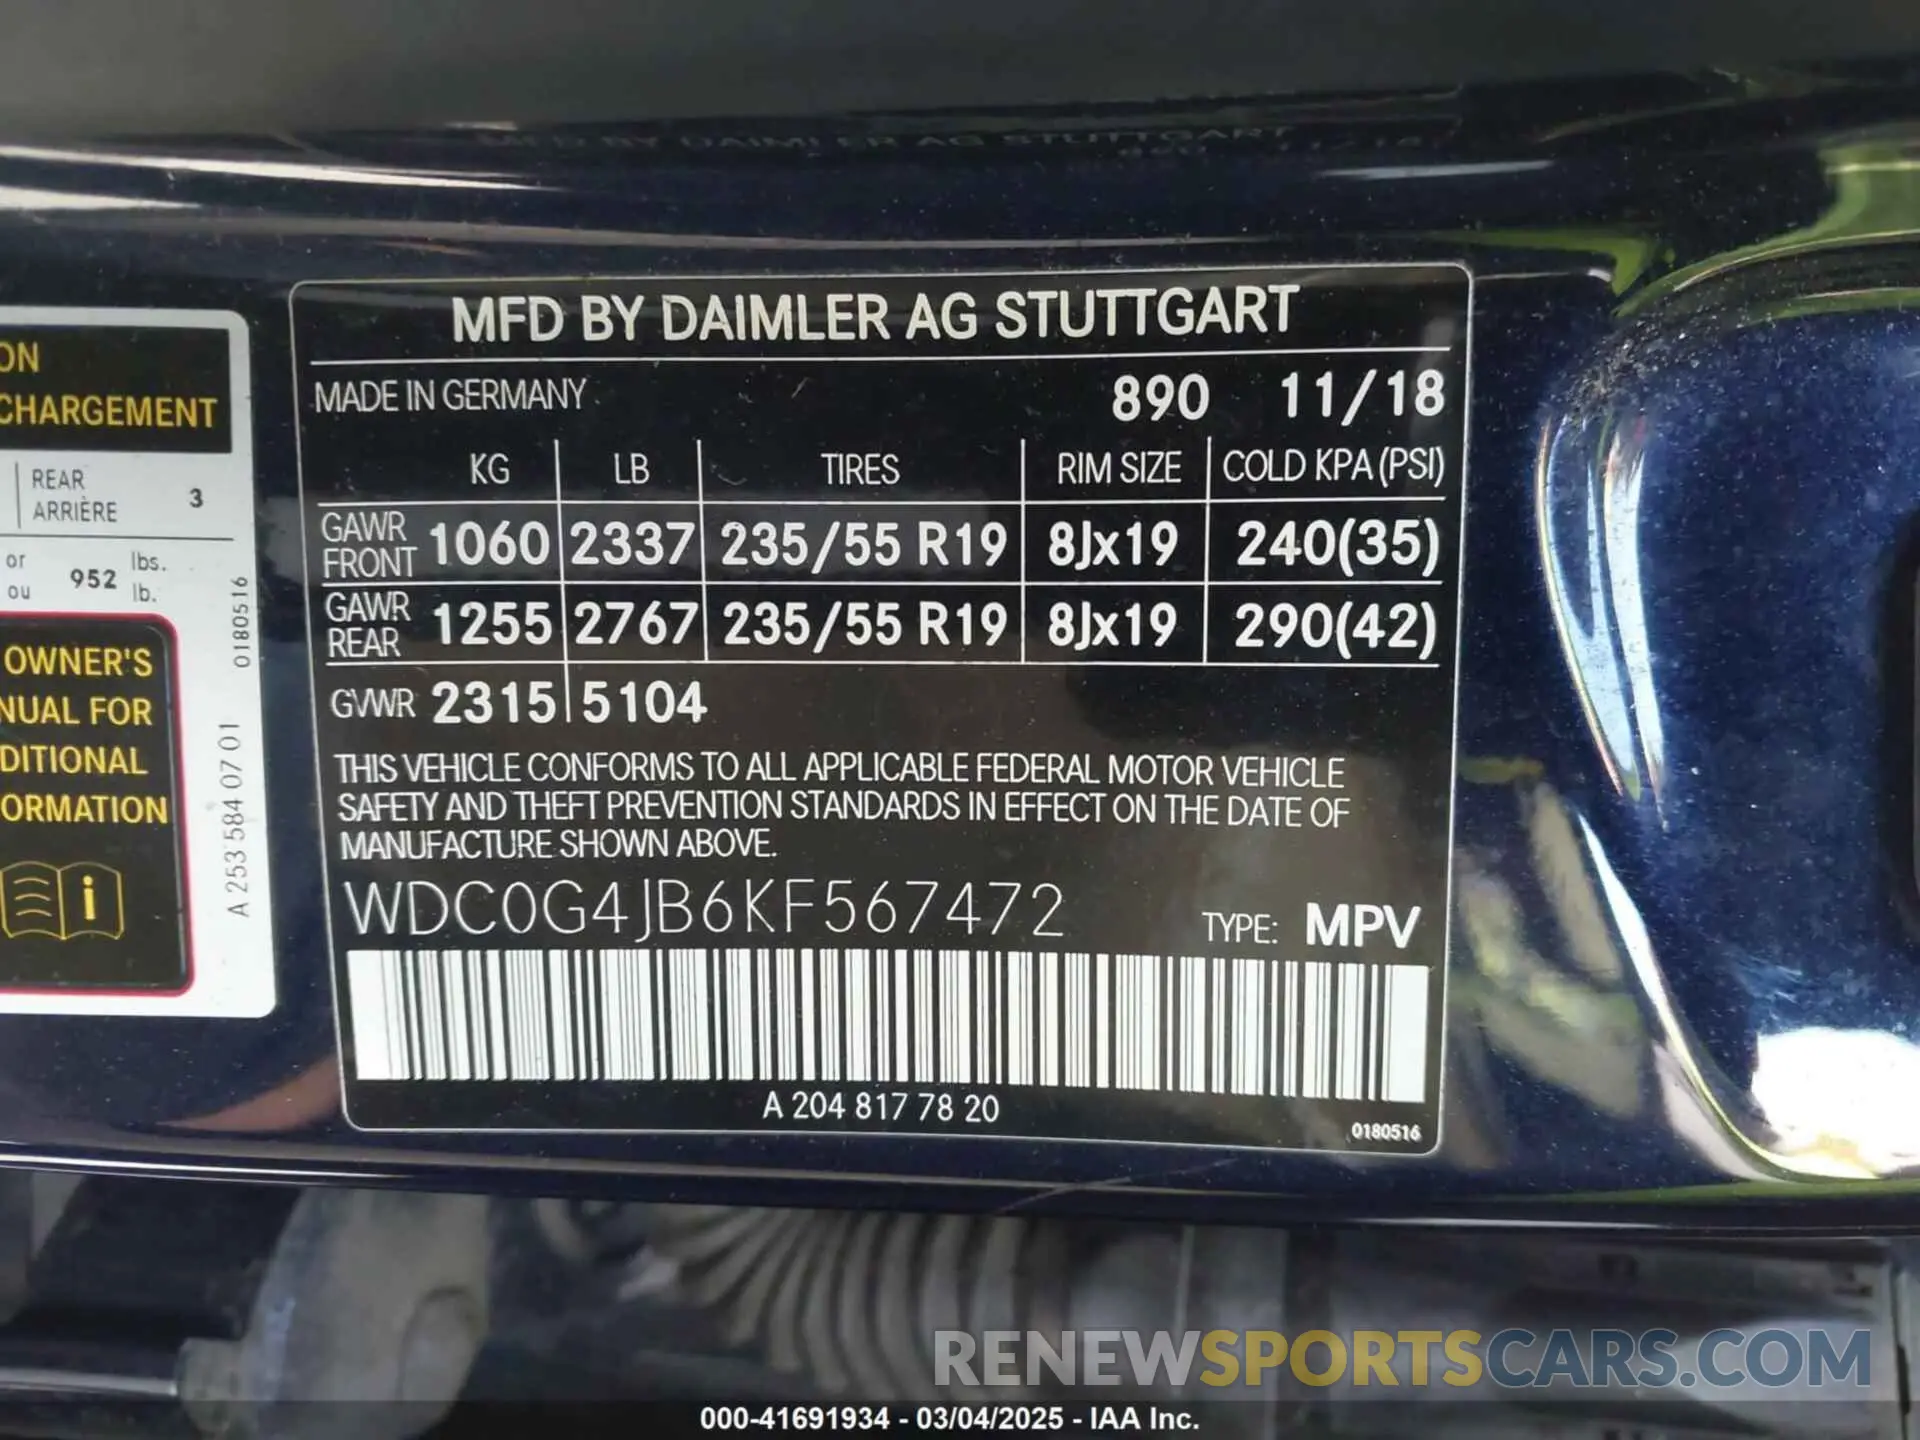 MFD BY DAIMLER AG STUTTGART
MADE IN GERMANY 890 11/18
KG LB TIRES RIM SIZE COLD KPA (PSI)
GAWR FRONT 1060 2337 235/55 R19 8Jx19 240(35)
GAWR REAR 1255 2767 235/55 R19 8Jx19 290(42)
GVWR 2315 5104
THIS VEHICLE CONFORMS TO ALL APPLICABLE FEDERAL MOTOR VEHICLE
SAFETY AND THEFT PREVENTION STANDARDS IN EFFECT ON THE DATE OF
MANUFACTURE SHOWN ABOVE.
WDC0G4JB6KF567472 TYPE: MPV
A 204 817 78 20
0180516
ON
CHARGEMENT
REAR
ARRIÈRE 3
or
ou 952 lbs.
lb.
OWNER'S
NUAL FOR
DITIONAL
ORMATION
0180516
A 253 584 07 01
RENEWSPORTSCARS.COM
000-41691934 - 03/04/2025 - IAA Inc.